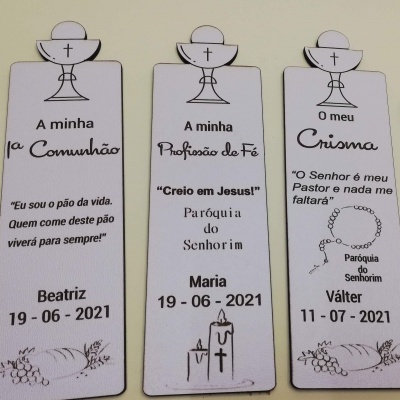 A minha
1ª Comunhão
"Eu sou o pão da vida.
Quem come deste pão
viverá para sempre!"
Beatriz
19 - 06 - 2021
A minha
Profissão de Fé
"Creio em Jesus!"
Paróquia
do
Senhorim
Maria
19 - 06 - 2021
O meu
Crisma
"O Senhor é meu
Pastor e nada me
faltará"
Paróquia
do
Senhorim
Válter
11 - 07 - 2021